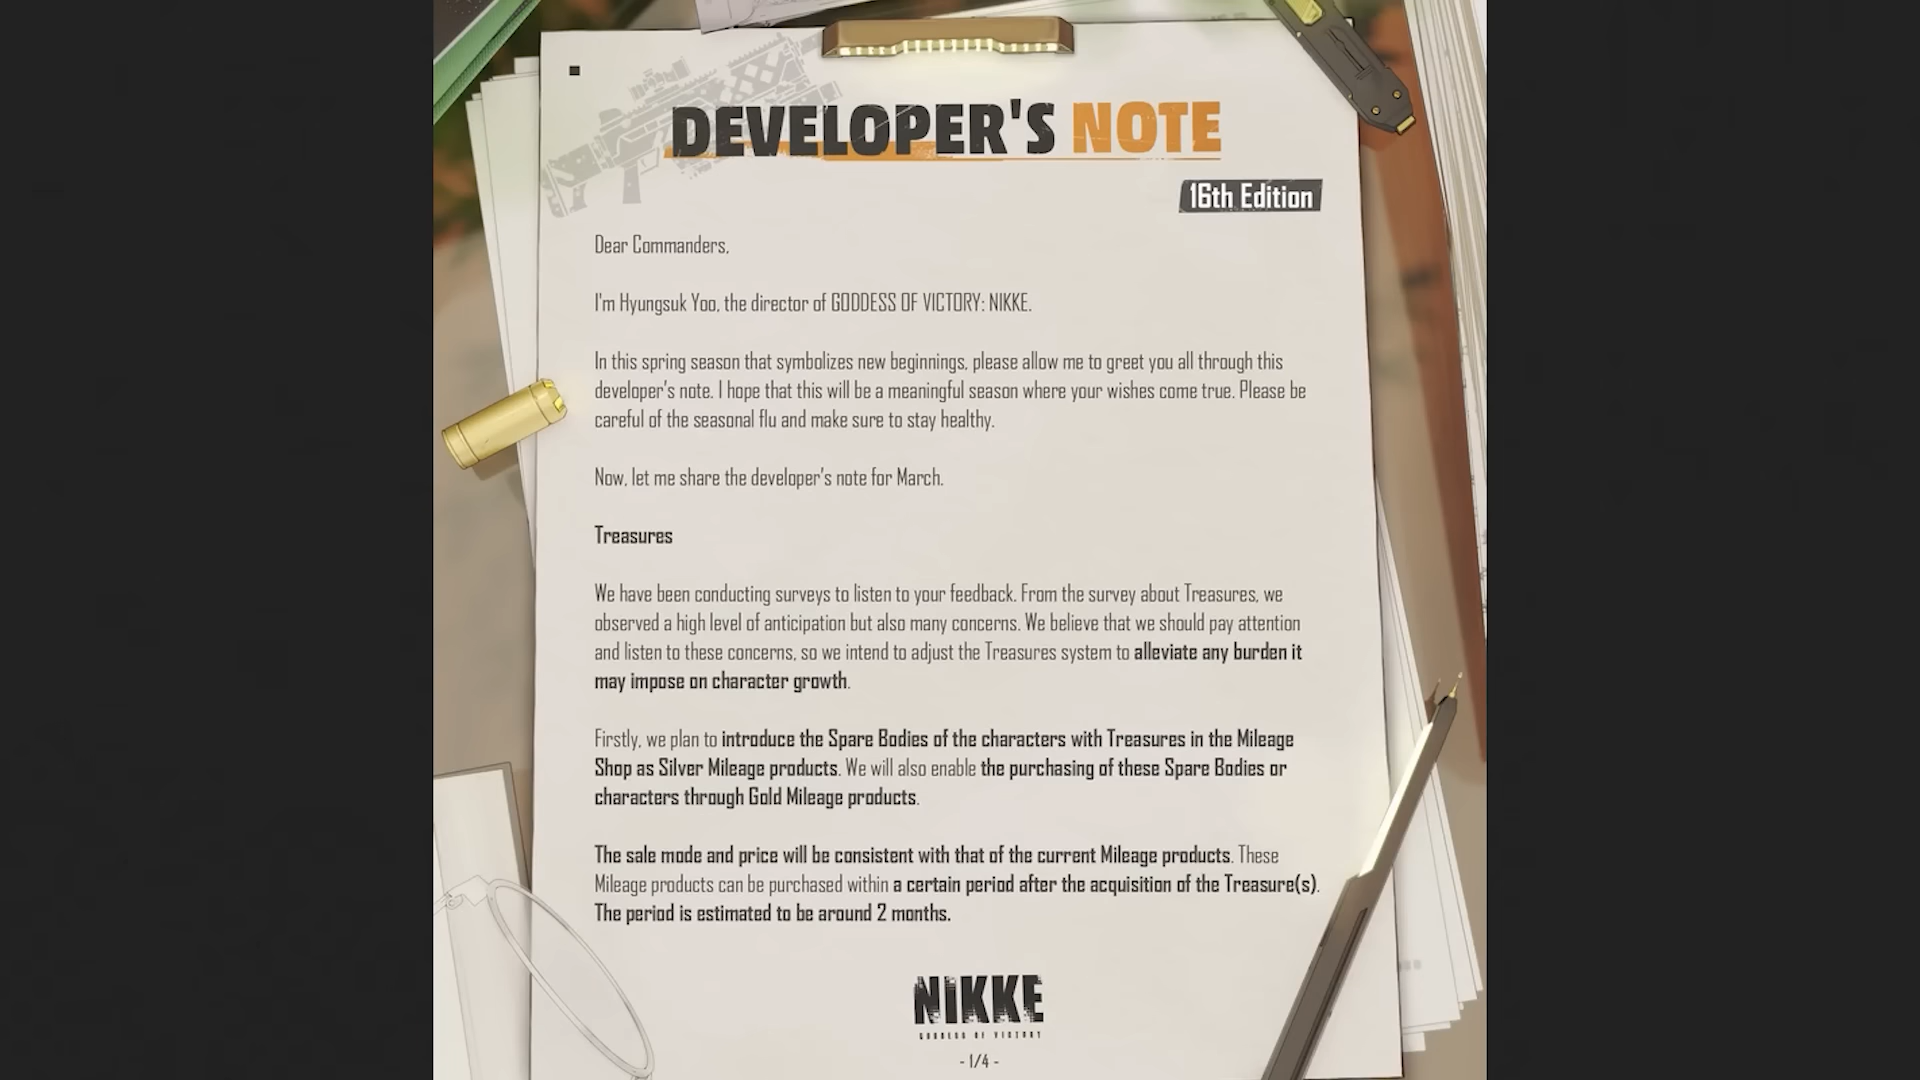 DEVELOPER'S NOTE
16th Edition
Dear Commanders,
I'm Hyungsuk Yoo, the director of GODDESS OF VICTORY: NIKKE.
In this spring season that symbolizes new beginnings, please allow me to greet you all through this
developer's note. I hope that this will be a meaningful season where your wishes come true. Please be
careful of the seasonal flu and make sure to stay healthy.
Now, let me share the developer's note for March.
Treasures
We have been conducting surveys to listen to your feedback. From the survey about Treasures, we
observed a high level of anticipation but also many concerns. We believe that we should pay attention
and listen to these concerns, so we intend to adjust the Treasures system to alleviate any burden it
may impose on character growth.
Firstly, we plan to introduce the Spare Bodies of the characters with Treasures in the Mileage
Shop as Silver Mileage products. We will also enable the purchasing of these Spare Bodies or
characters through Gold Mileage products.
The sale mode and price will be consistent with that of the current Mileage products. These
Mileage products can be purchased within a certain period after the acquisition of the Treasure(s).
The period is estimated to be around 2 months.
NIKKE
GODDESS OF VICTORY
- 1/4 -